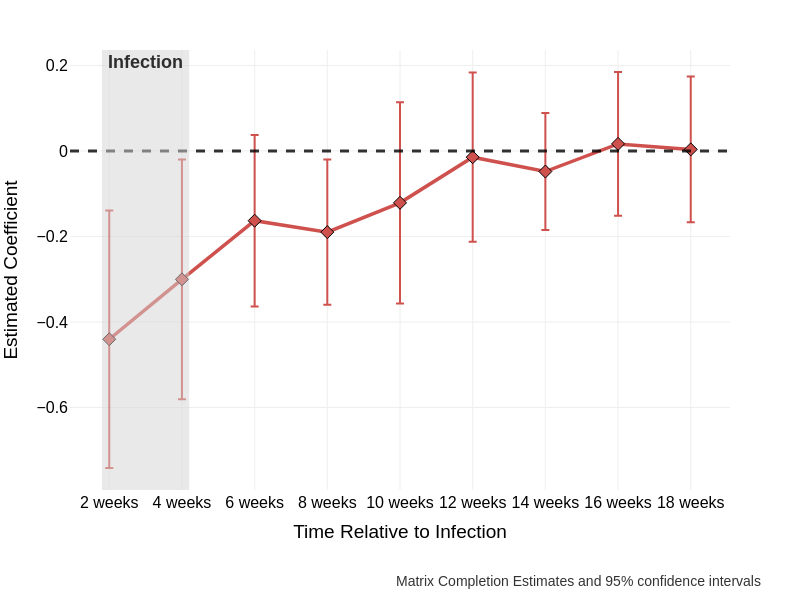 Infection
0.2
0
−0.2
−0.4
−0.6
Estimated Coefficient
2 weeks 4 weeks 6 weeks 8 weeks 10 weeks 12 weeks 14 weeks 16 weeks 18 weeks
Time Relative to Infection
Matrix Completion Estimates and 95% confidence intervals